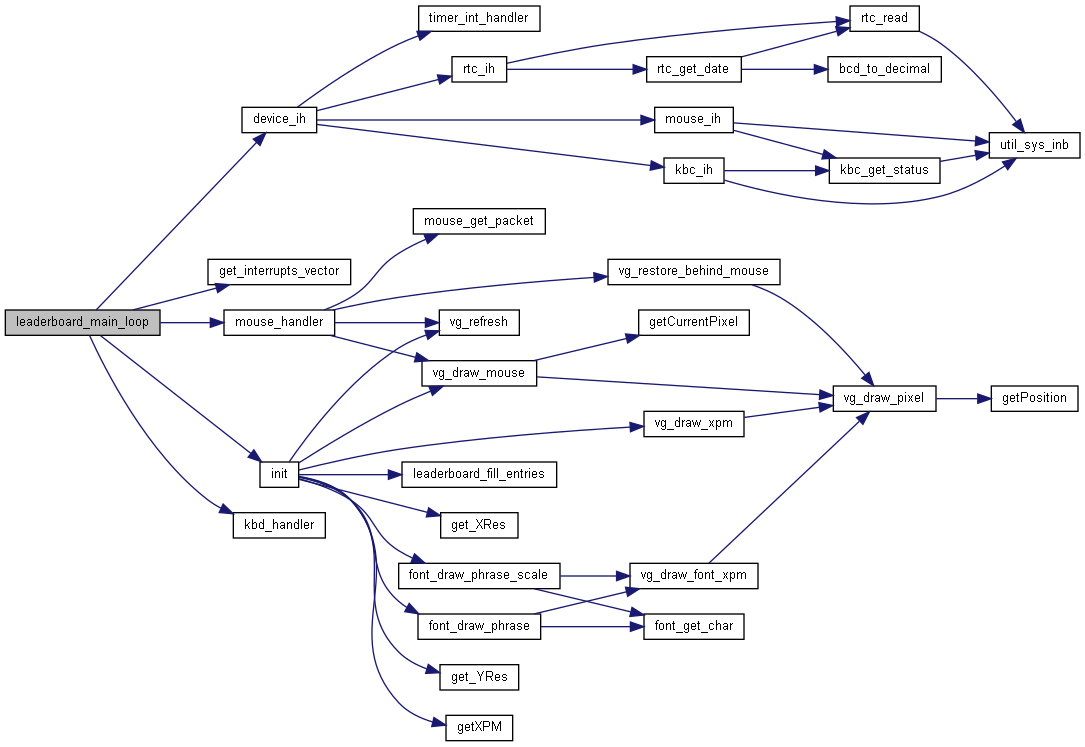 timer_int_handler
rtc_read
rtc_ih
rtc_get_date
bcd_to_decimal
device_ih
mouse_ih
util_sys_inb
kbc_ih
kbc_get_status
mouse_get_packet
get_interrupts_vector
vg_restore_behind_mouse
leaderboard_main_loop
mouse_handler
vg_refresh
getCurrentPixel
vg_draw_mouse
vg_draw_pixel
getPosition
vg_draw_xpm
init
leaderboard_fill_entries
kbd_handler
get_XRes
font_draw_phrase_scale
vg_draw_font_xpm
font_draw_phrase
font_get_char
get_YRes
getXPM